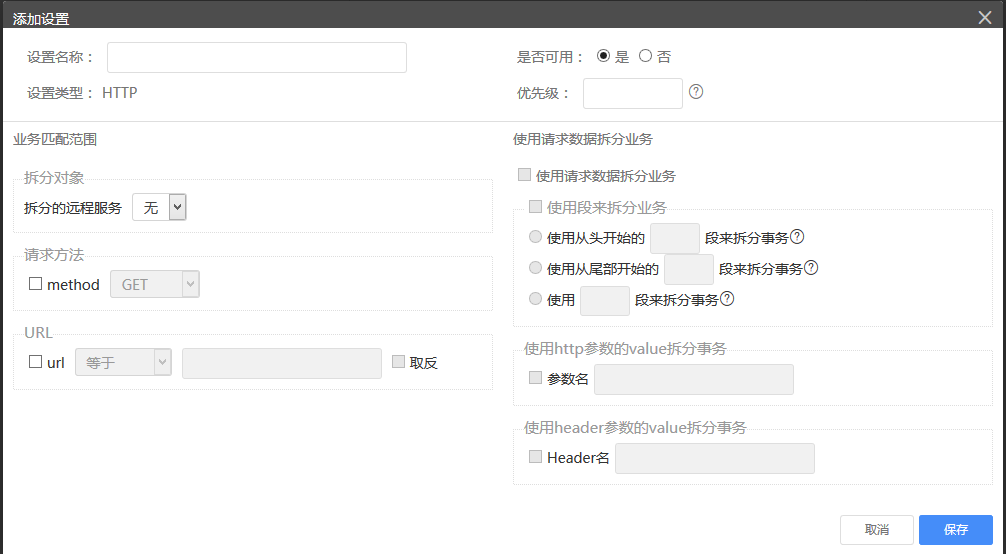 添加设置
设置名称： 是否可用： 是 否
设置类型： HTTP 优先级： ?
业务匹配范围
拆分对象
拆分的远程服务 无
请求方法
method GET
URL
url 等于 取反
使用请求数据拆分业务
使用请求数据拆分业务
使用段来拆分业务
使用从头开始的 段来拆分事务 ?
使用从尾部开始的 段来拆分事务 ?
使用 段来拆分事务 ?
使用http参数的value拆分事务
参数名
使用header参数的value拆分事务
Header名
取消 保存